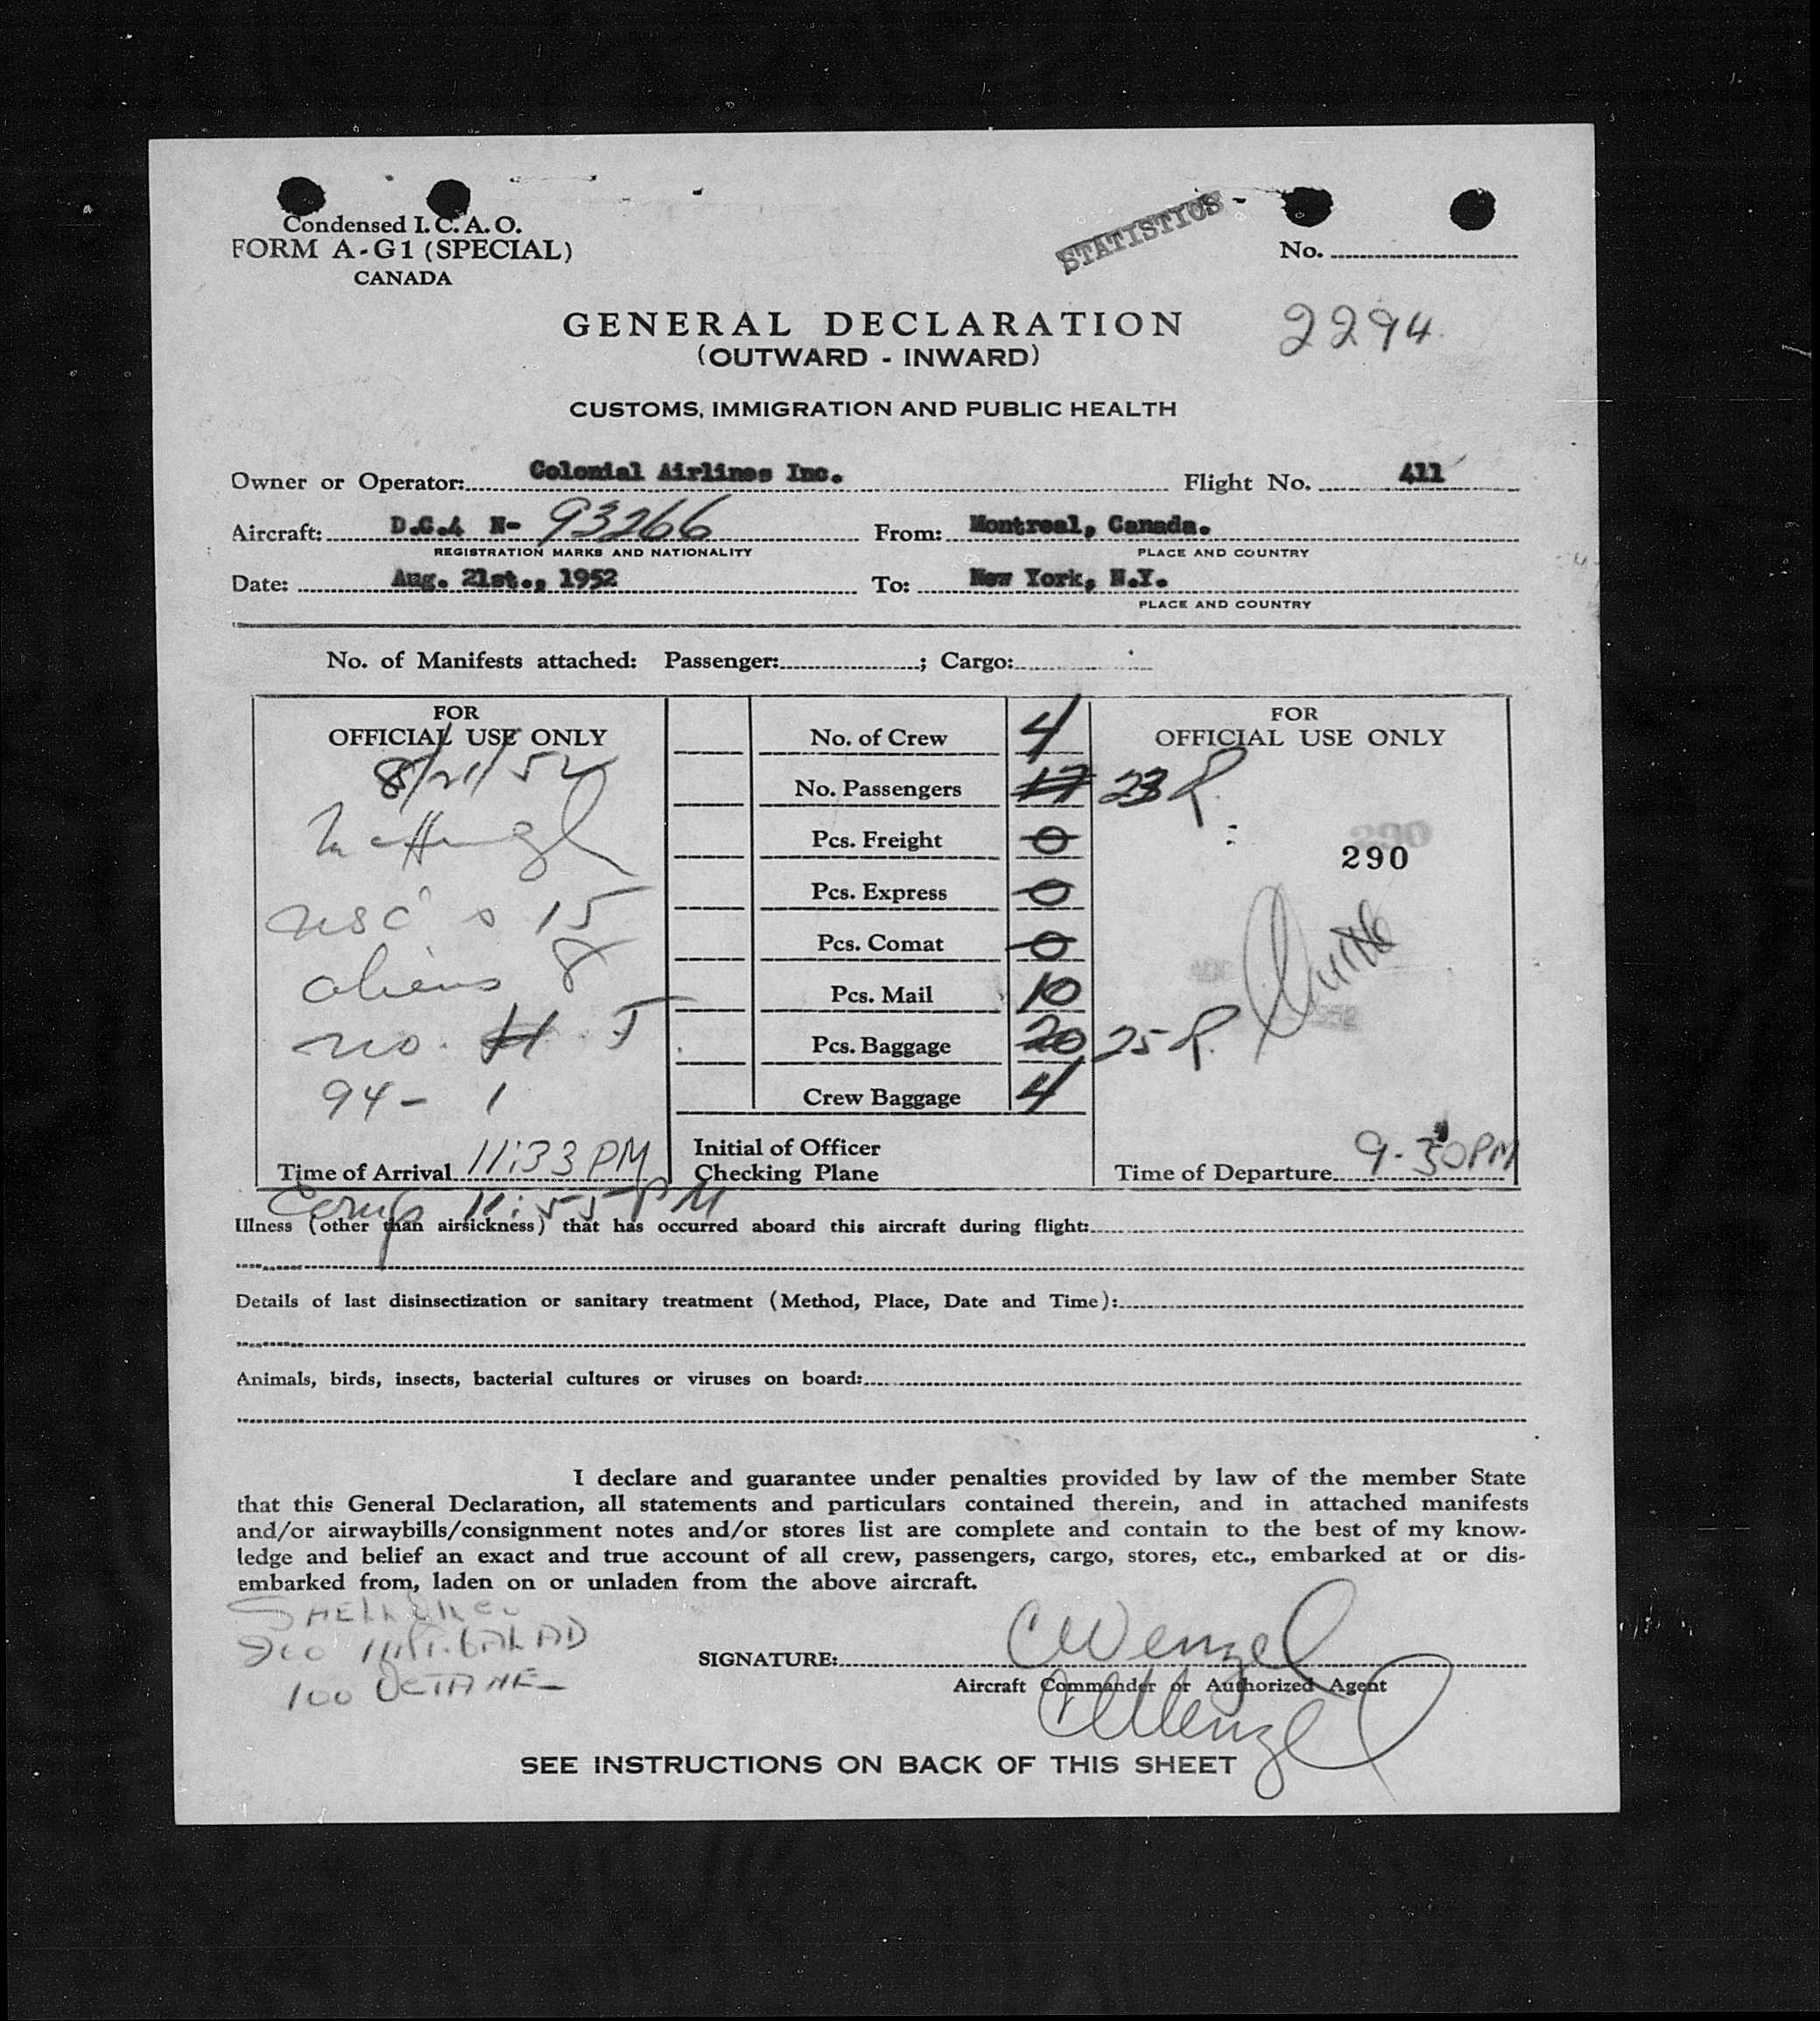 Condensed I.C.A.O.
FORM A-G1 (SPECIAL)
CANADA
STATISTICS
No.
2294
GENERAL DECLARATION
(OUTWARD - INWARD)
CUSTOMS, IMMIGRATION AND PUBLIC HEALTH
Owner or Operator: Colonial Airlines Inc. Flight No. 411
Aircraft: D.C.4 N- 93266 From: Montreal, Canada.
REGISTRATION MARKS AND NATIONALITY PLACE AND COUNTRY
Date: Aug. 21st., 1952 To: New York, N.Y.
PLACE AND COUNTRY
No. of Manifests attached: Passenger: ; Cargo:
FOR OFFICIAL USE ONLY
8/21/52
McHugh
USC's 15
aliens 8
no. H. 5
94- 1
Time of Arrival 11:33 PM
Comp 11:55 PM
No. of Crew 4
No. Passengers 17 23 R.
Pcs. Freight 0
Pcs. Express 0
Pcs. Comat 0
Pcs. Mail 10
Pcs. Baggage 20 25 R.
Crew Baggage 4
Initial of Officer
Checking Plane
FOR
OFFICIAL USE ONLY
290
290
Time of Departure 9-30PM
Illness (other than airsickness) that has occurred aboard this aircraft during flight:
Details of last disinsectization or sanitary treatment (Method, Place, Date and Time):
Animals, birds, insects, bacterial cultures or viruses on board:
I declare and guarantee under penalties provided by law of the member State
that this General Declaration, all statements and particulars contained therein, and in attached manifests
and/or airwaybills/consignment notes and/or stores list are complete and contain to the best of my know-
ledge and belief an exact and true account of all crew, passengers, cargo, stores, etc., embarked at or dis-
embarked from, laden on or unladen from the above aircraft.
SHELL
100 OCTANE
SIGNATURE: CWenzel
Aircraft Commander or Authorized Agent
CWenzel
SEE INSTRUCTIONS ON BACK OF THIS SHEET